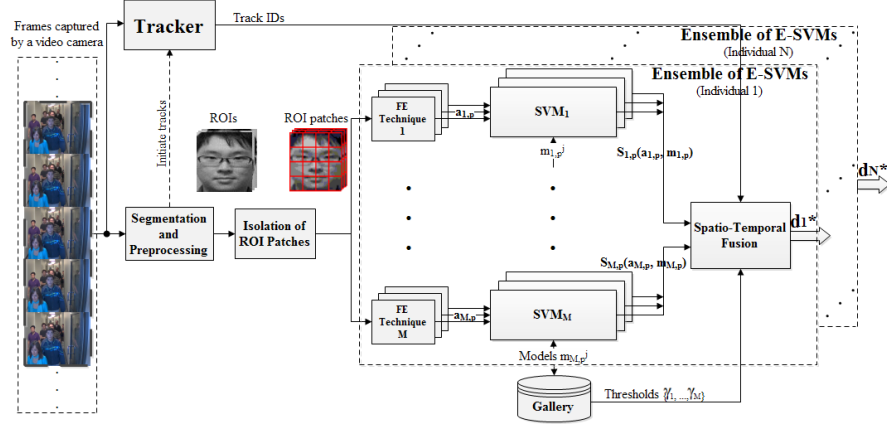 Frames captured
by a video camera
Tracker
Track IDs
Initiate tracks
Segmentation
and
Preprocessing
ROIs
ROI patches
Isolation of
ROI Patches
Ensemble of E-SVMs
(Individual N)
Ensemble of E-SVMs
(Individual 1)
FE
Technique
1
a1,p
SVM1
m1,p j
S1,p(a1,p, m1,p)
FE
Technique
M
aM,p
SVMM
SM,p(aM,p, mM,p)
Models mM,p j
Gallery
Thresholds {γ̂1, ..., γ̂M}
Spatio-Temporal
Fusion
d1*
dN*